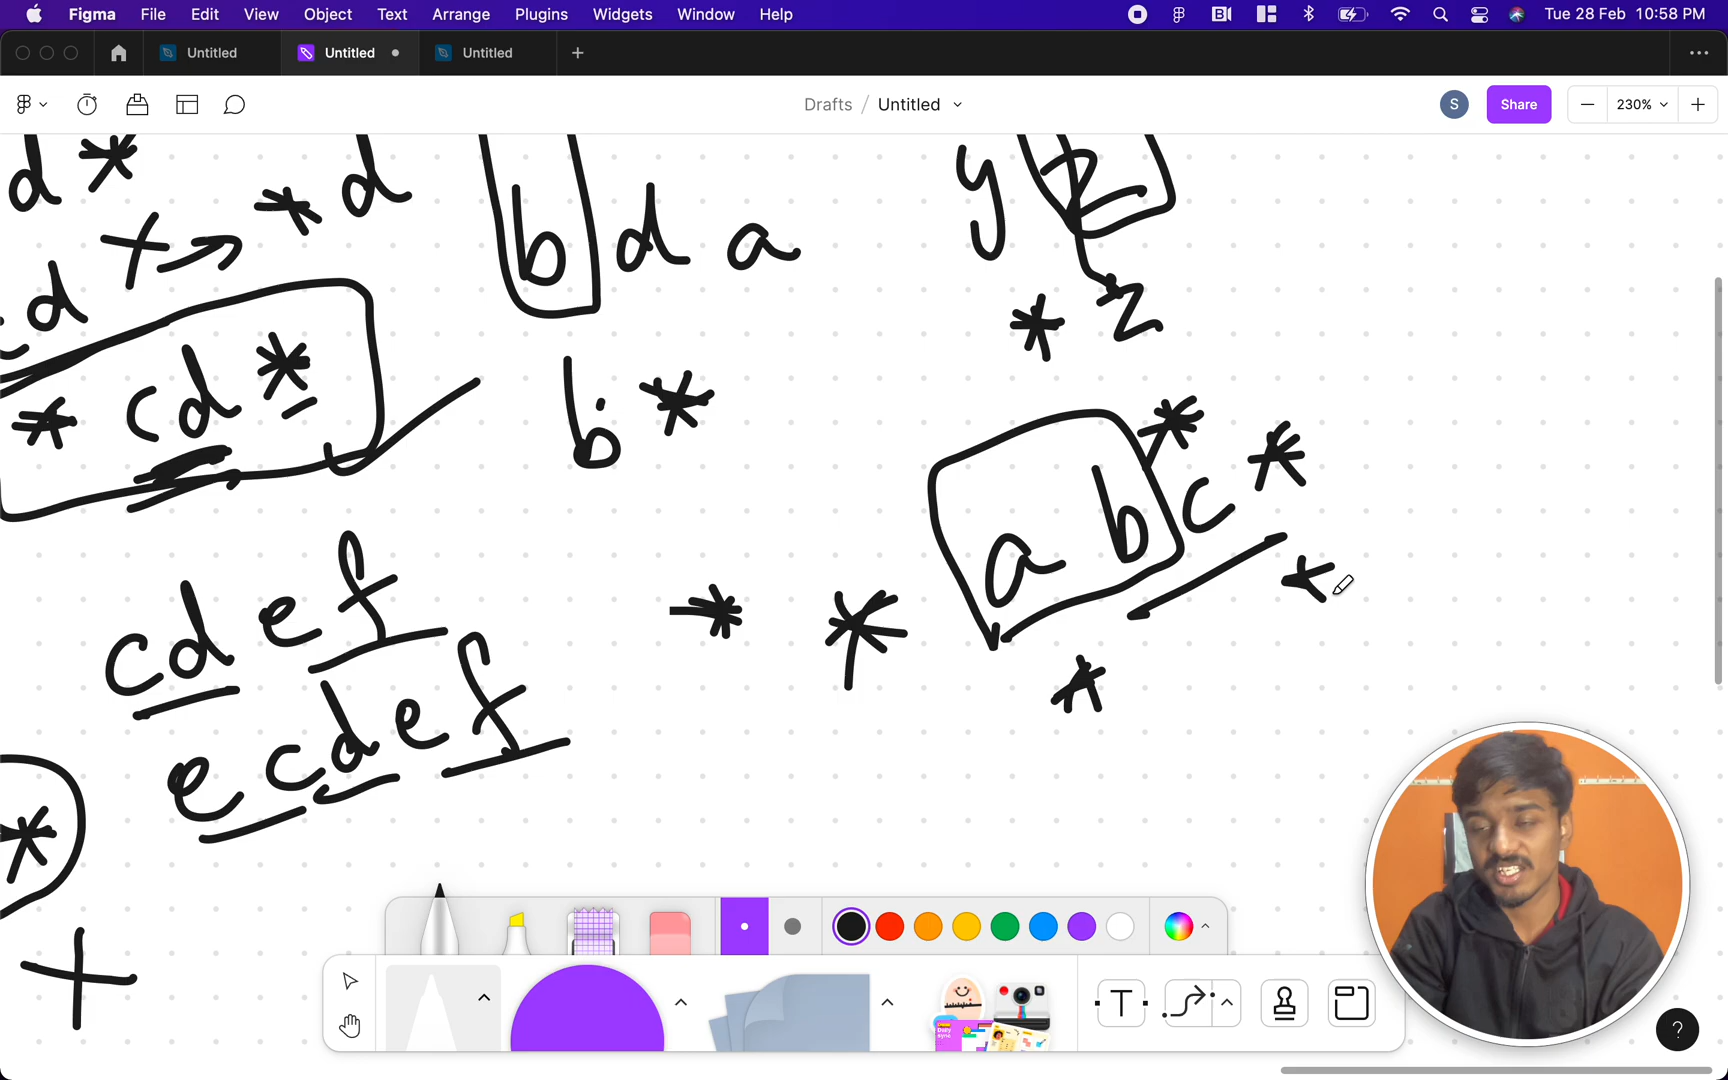 Figma File Edit View Object Text Arrange Plugins Widgets Window Help Tue 28 Feb 10:58 PM
Untitled Untitled Untitled
Drafts / Untitled S Share 230%
d * * d
b d a
y z
* z
d
* cd *
b *
* a b * c *
* *
cdef
ecdef
*
*
*
+
T
?